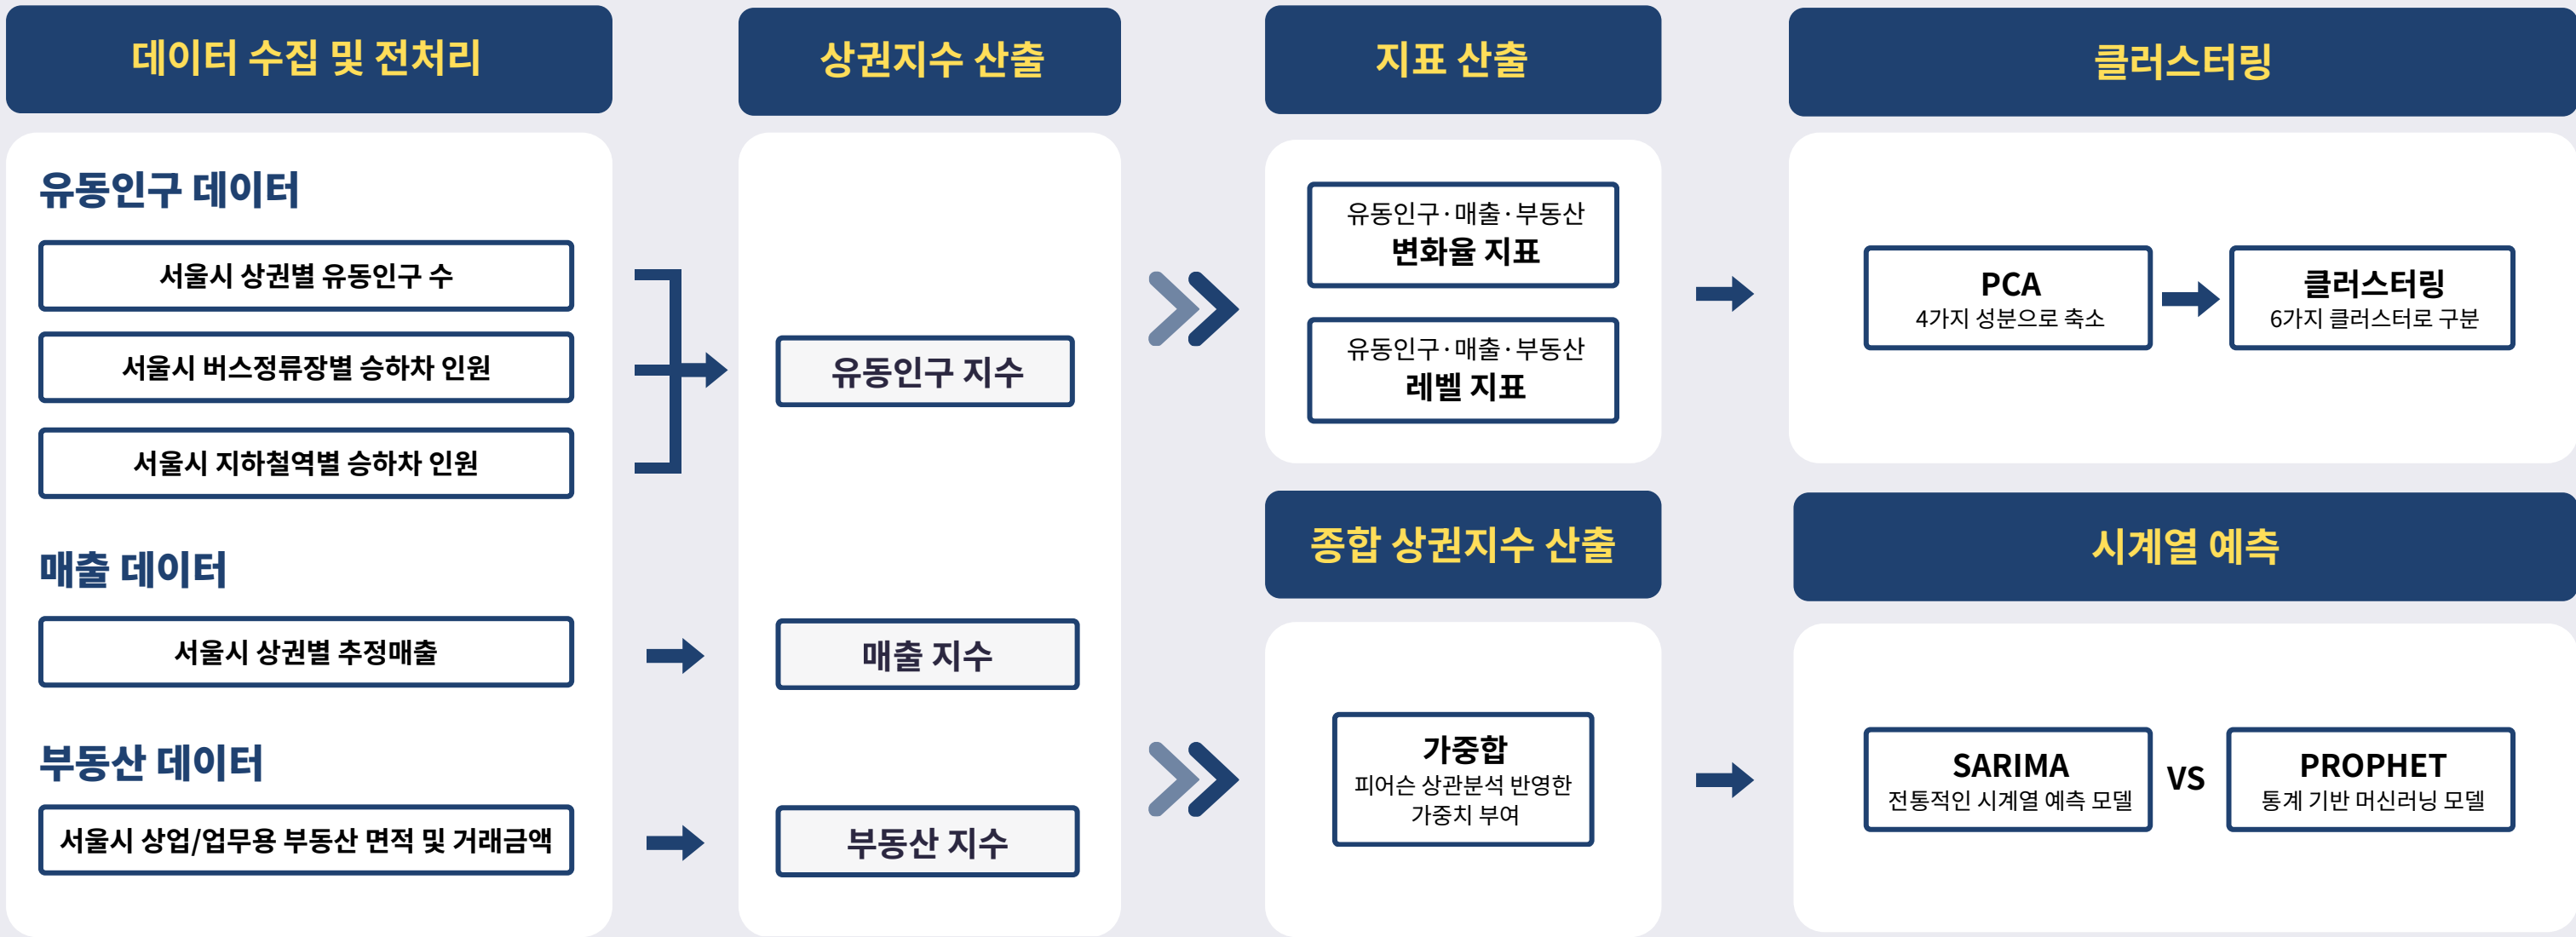 데이터 수집 및 전처리
유동인구 데이터
서울시 상권별 유동인구 수
서울시 버스정류장별 승하차 인원
서울시 지하철역별 승하차 인원
매출 데이터
서울시 상권별 추정매출
부동산 데이터
서울시 상업/업무용 부동산 면적 및 거래금액
상권지수 산출
유동인구 지수
매출 지수
부동산 지수
지표 산출
유동인구·매출·부동산
변화율 지표
유동인구·매출·부동산
레벨 지표
클러스터링
PCA
4가지 성분으로 축소
클러스터링
6가지 클러스터로 구분
종합 상권지수 산출
가중합
피어슨 상관분석 반영한
가중치 부여
시계열 예측
SARIMA
전통적인 시계열 예측 모델
VS
PROPHET
통계 기반 머신러닝 모델